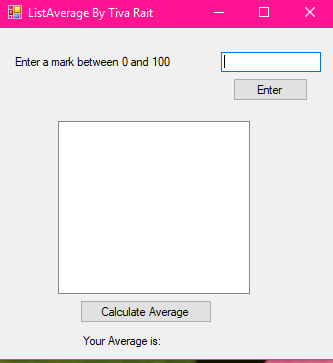 ListAverage By Tiva Rait
Enter a mark between 0 and 100
Enter
Calculate Average
Your Average is: